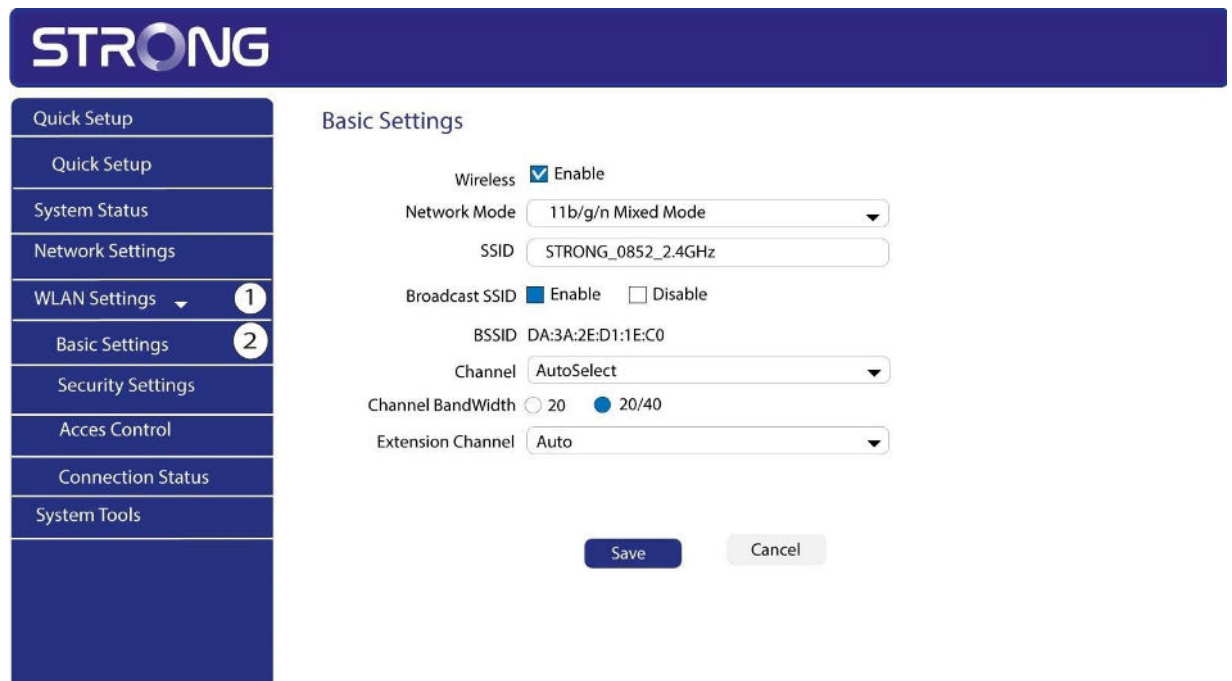 STRONG
Quick Setup
Quick Setup
System Status
Network Settings
WLAN Settings 1
Basic Settings 2
Security Settings
Acces Control
Connection Status
System Tools
Basic Settings
Wireless Enable
Network Mode 11b/g/n Mixed Mode
SSID STRONG_0852_2.4GHz
Broadcast SSID Enable Disable
BSSID DA:3A:2E:D1:1E:C0
Channel AutoSelect
Channel BandWidth 20 20/40
Extension Channel Auto
Save Cancel